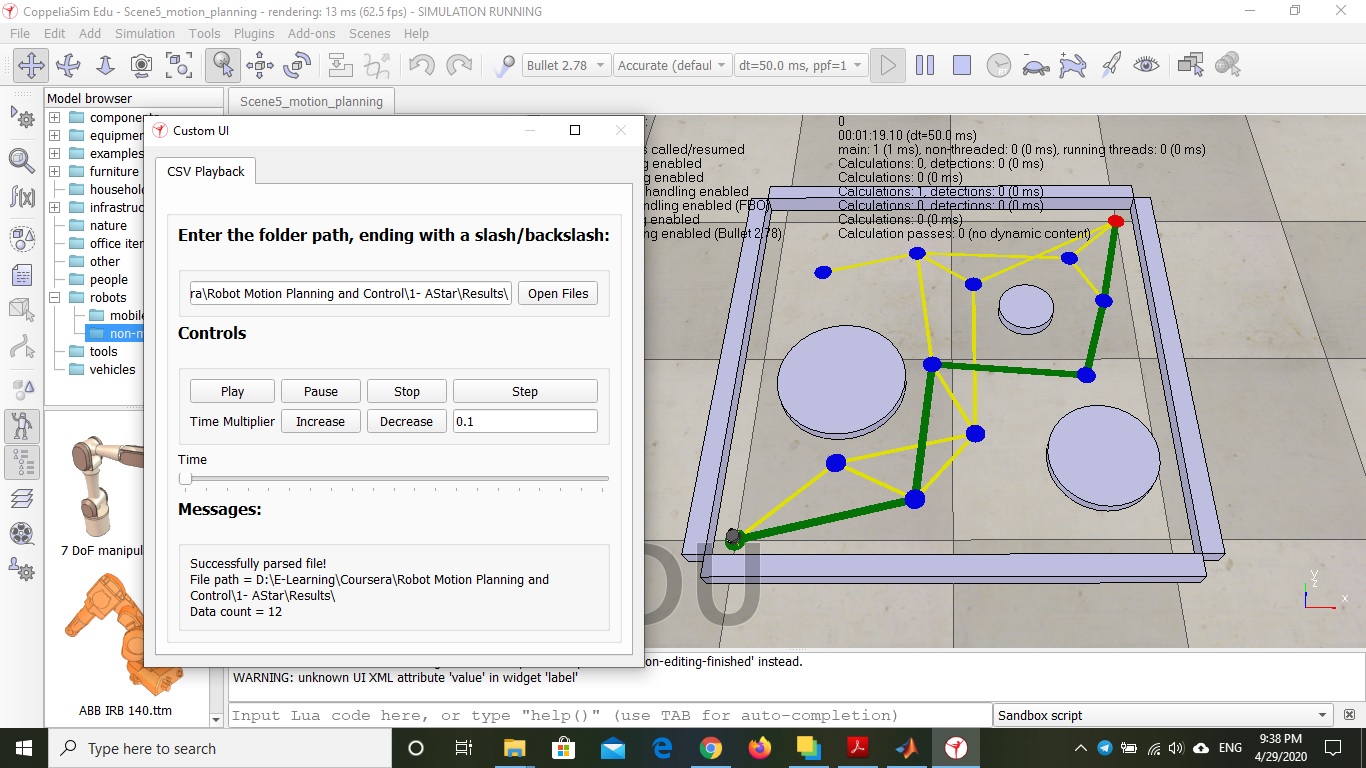 CoppeliaSim Edu - Scene5_motion_planning - rendering: 13 ms (62.5 fps) - SIMULATION RUNNING
File Edit Add Simulation Tools Plugins Add-ons Scenes Help
Bullet 2.78 Accurate (defaul dt=50.0 ms, ppf=1
Model browser
Scene5_motion_planning
component
equipmen
examples
furniture
househol
infrastruc
nature
office iter
other
people
robots
mobile
non-m
tools
vehicles
7 DoF manipul
ABB IRB 140.ttm
Custom UI
CSV Playback
Enter the folder path, ending with a slash/backslash:
ra\Robot Motion Planning and Control\1- AStar\Results\ Open Files
Controls
Play Pause Stop Step
Time Multiplier Increase Decrease 0.1
Time
Messages:
Successfully parsed file!
File path = D:\E-Learning\Coursera\Robot Motion Planning and
Control\1- AStar\Results\
Data count = 12
0
00:01:19.10 (dt=50.0 ms)
s called/resumed main: 1 (1 ms), non-threaded: 0 (0 ms), running threads: 0 (0 ms)
g enabled Calculations: 0, detections: 0 (0 ms)
g enabled Calculations: 0 (0 ms)
handling enabled Calculations: 1, detections: 0 (0 ms)
ndling enabled (FBO) Calculations: 0, detections: 0 (0 ms)
g enabled Calculations: 0 (0 ms)
ng enabled (Bullet 2.78) Calculation passes: 0 (no dynamic content)
DU
y
z
x
on-editing-finished' instead.
WARNING: unknown UI XML attribute 'value' in widget 'label'
Input Lua code here, or type "help()" (use TAB for auto-completion) Sandbox script
Type here to search
ENG
9:38 PM
4/29/2020